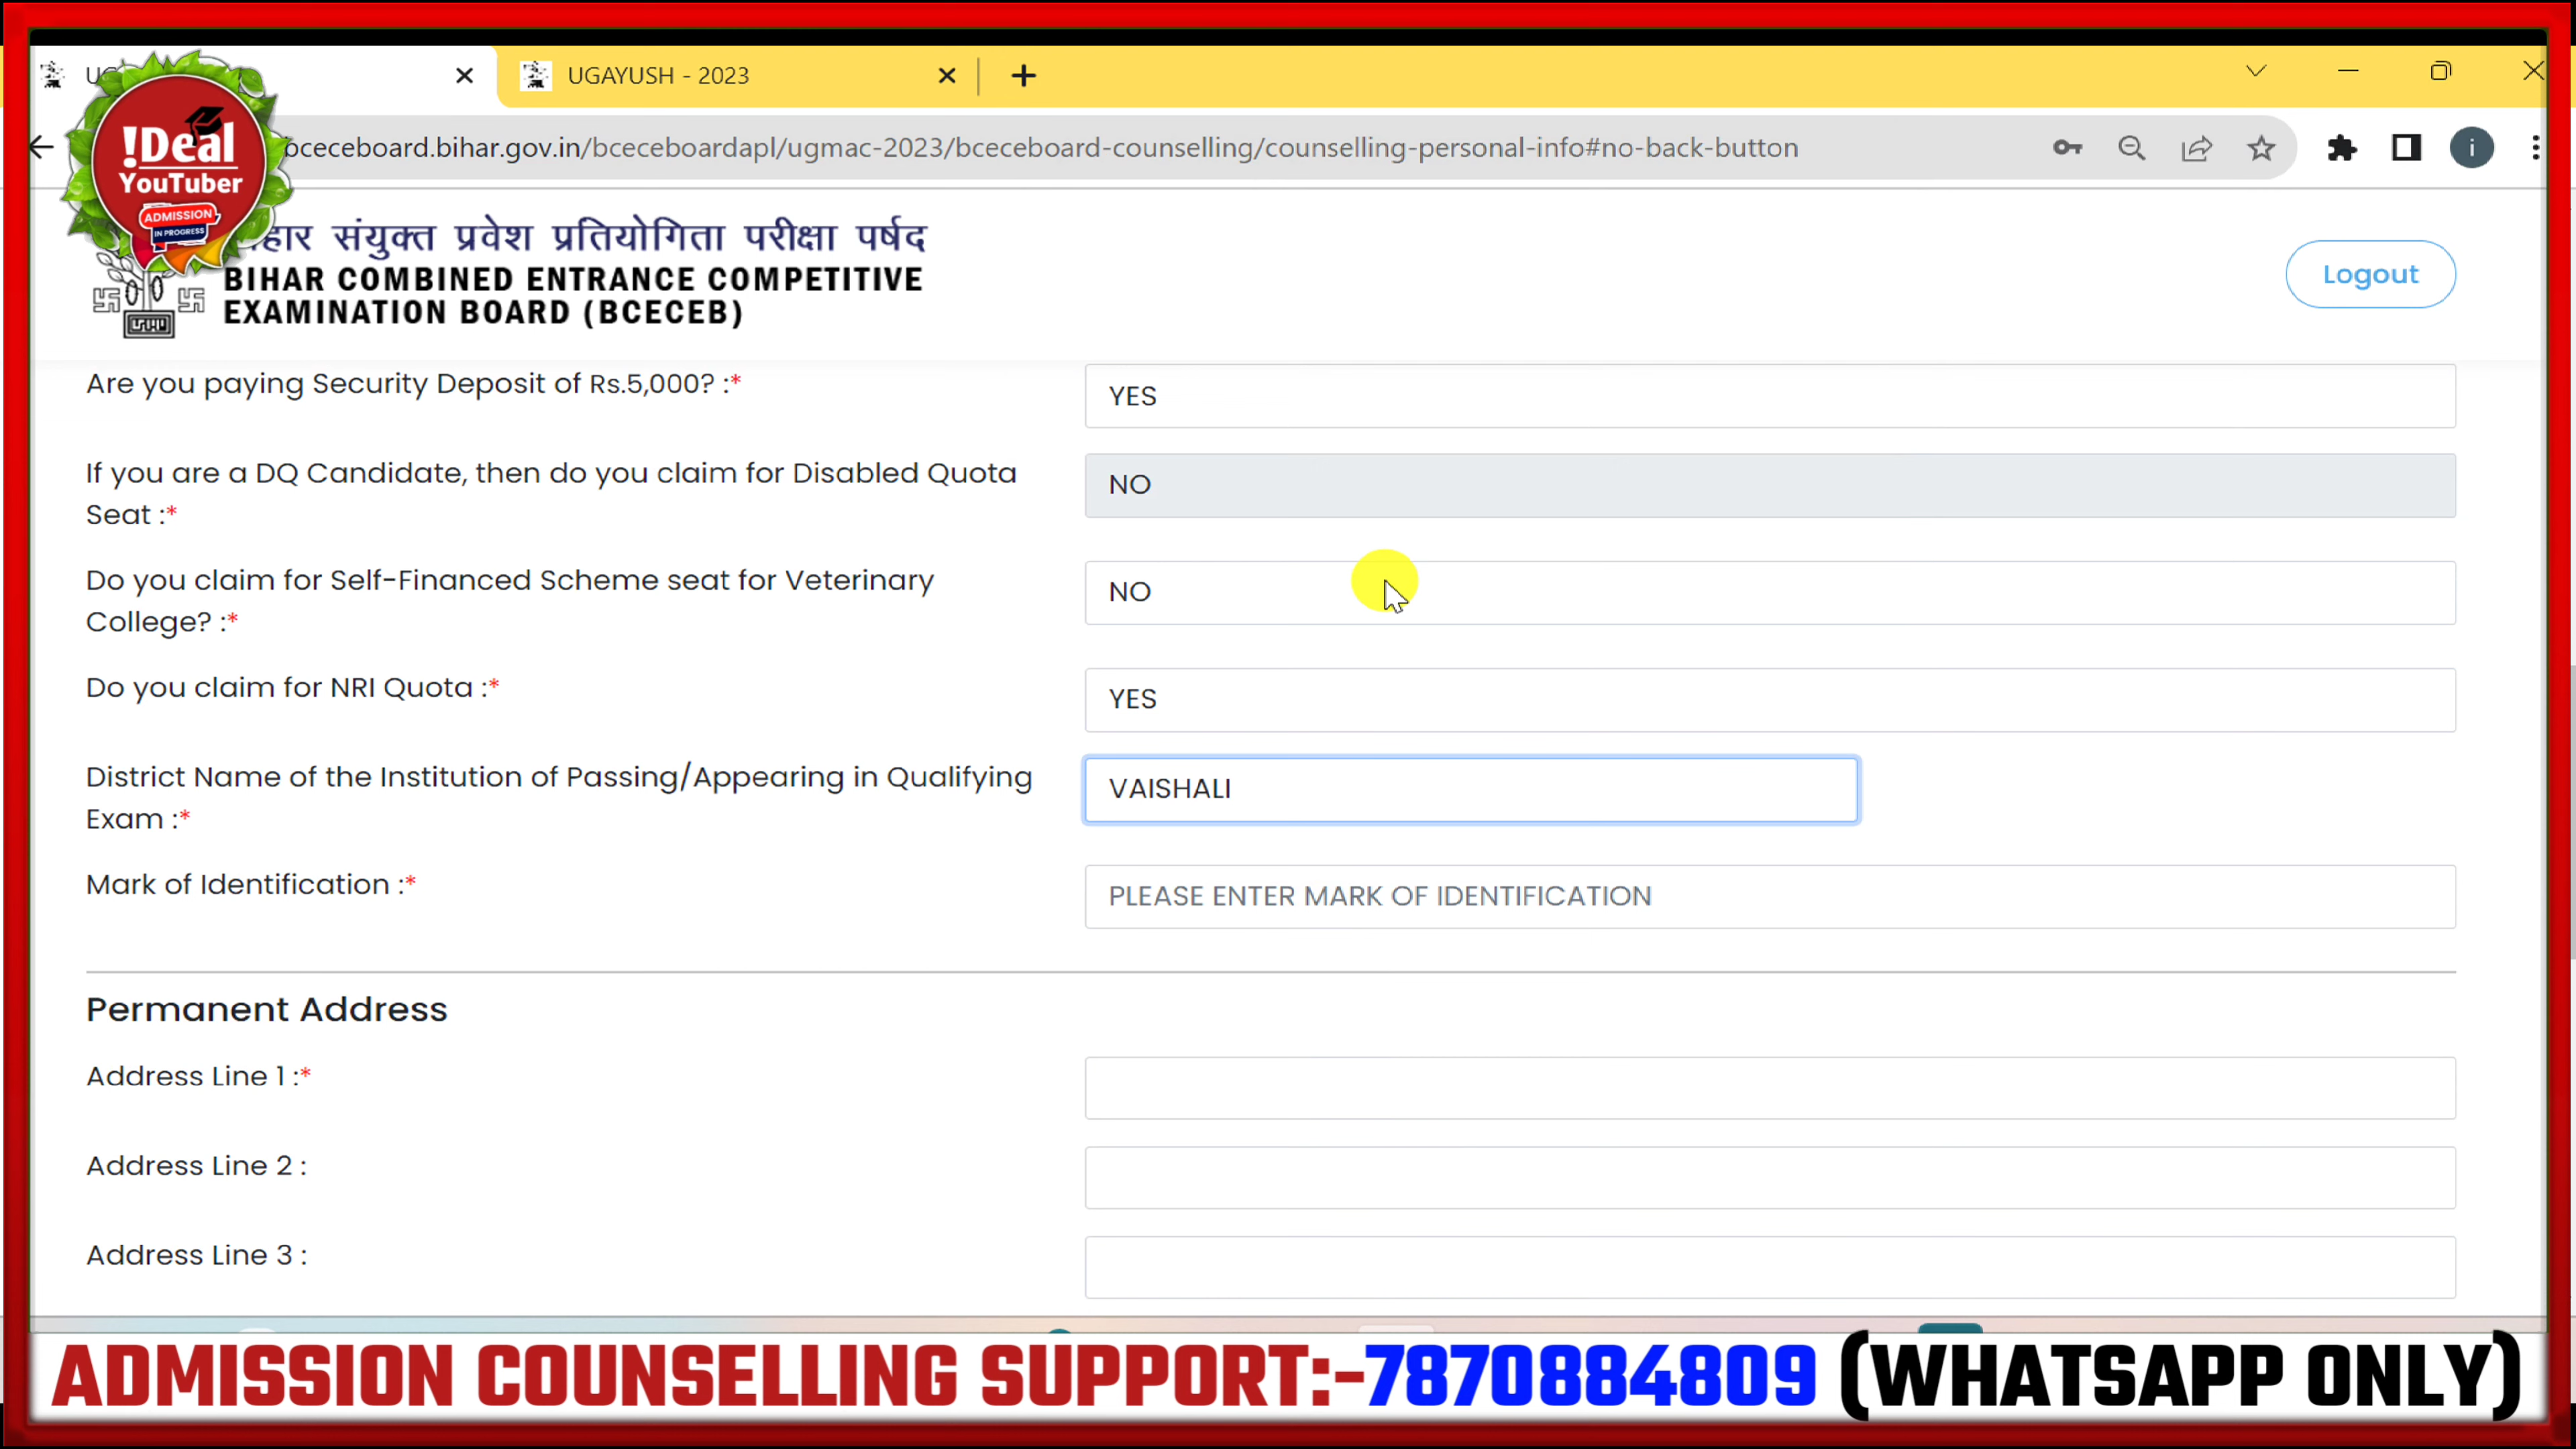 UGAYUSH - 2023
bceceboard.bihar.gov.in/bceceboardapl/ugmac-2023/bceceboard-counselling/counselling-personal-info#no-back-button
i
!Deal
YouTuber
ADMISSION
IN PROGRESS
संयुक्त प्रवेश प्रतियोगिता परीक्षा पर्षद
BIHAR COMBINED ENTRANCE COMPETITIVE
EXAMINATION BOARD (BCECEB)
Logout
Are you paying Security Deposit of Rs.5,000? :*
YES
If you are a DQ Candidate, then do you claim for Disabled Quota
Seat :*
NO
Do you claim for Self-Financed Scheme seat for Veterinary
College? :*
NO
Do you claim for NRI Quota :*
YES
District Name of the Institution of Passing/Appearing in Qualifying
Exam :*
VAISHALI
Mark of Identification :*
PLEASE ENTER MARK OF IDENTIFICATION
Permanent Address
Address Line 1 :*
Address Line 2 :
Address Line 3 :
ADMISSION COUNSELLING SUPPORT:-7870884809 (WHATSAPP ONLY)